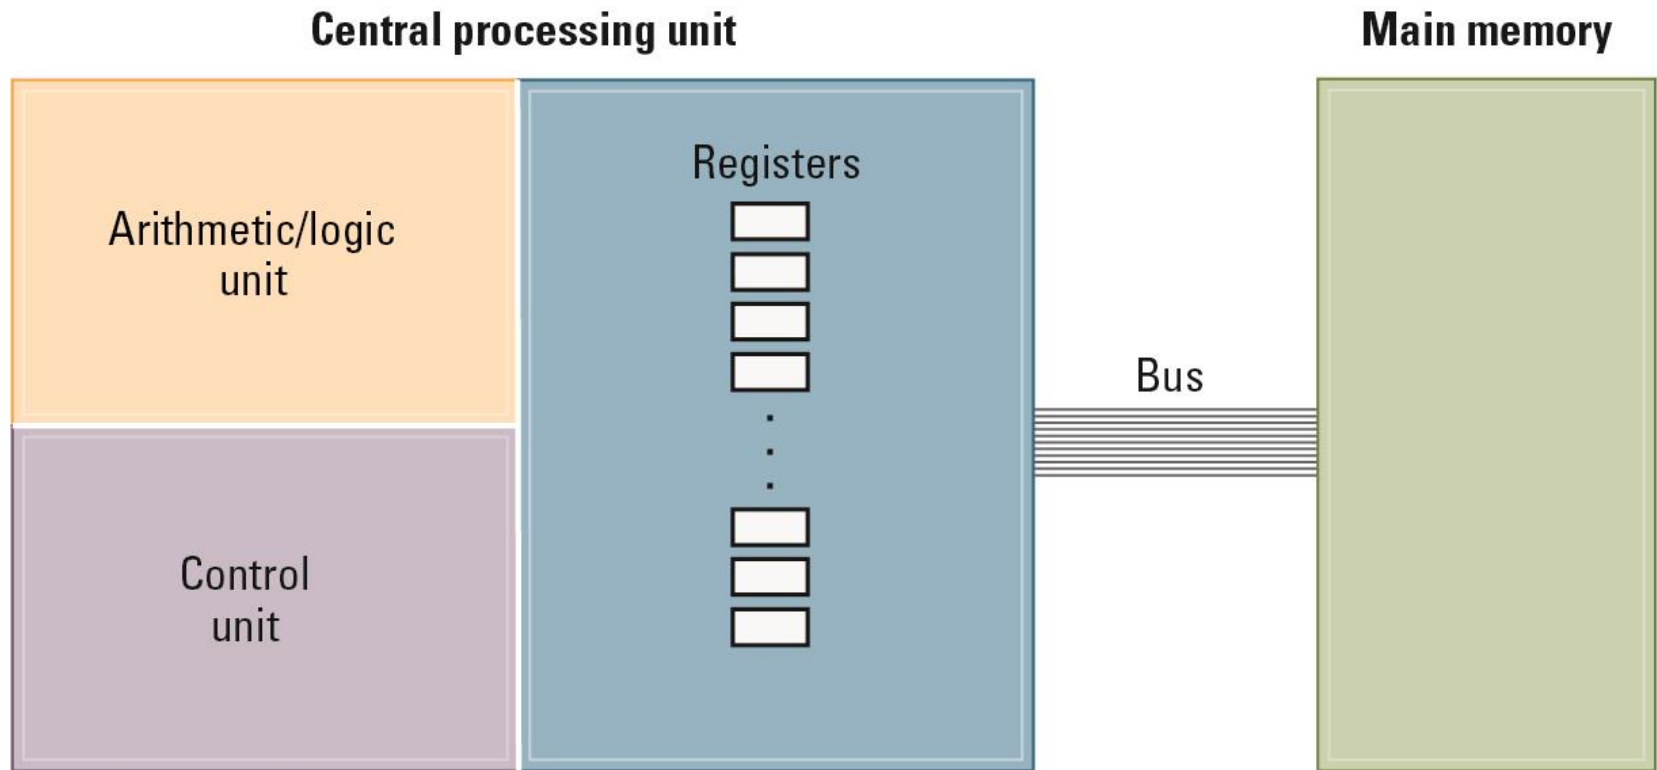 Central processing unit
Main memory
Registers
Arithmetic/logic
unit
Bus
Control
unit